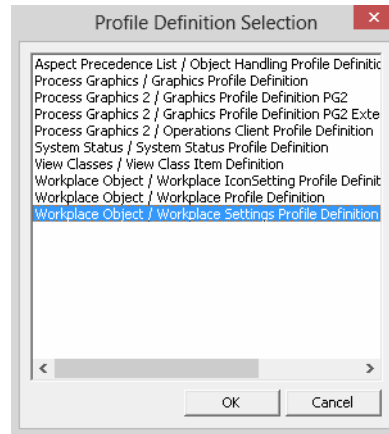 Profile Definition Selection
Aspect Precedence List / Object Handling Profile Definitic
Process Graphics / Graphics Profile Definition
Process Graphics 2 / Graphics Profile Definition PG2
Process Graphics 2 / Graphics Profile Definition PG2 Exte
Process Graphics 2 / Operations Client Profile Definition
System Status / System Status Profile Definition
View Classes / View Class Item Definition
Workplace Object / Workplace IconSetting Profile Definit
Workplace Object / Workplace Profile Definition
Workplace Object / Workplace Settings Profile Definition
OK
Cancel